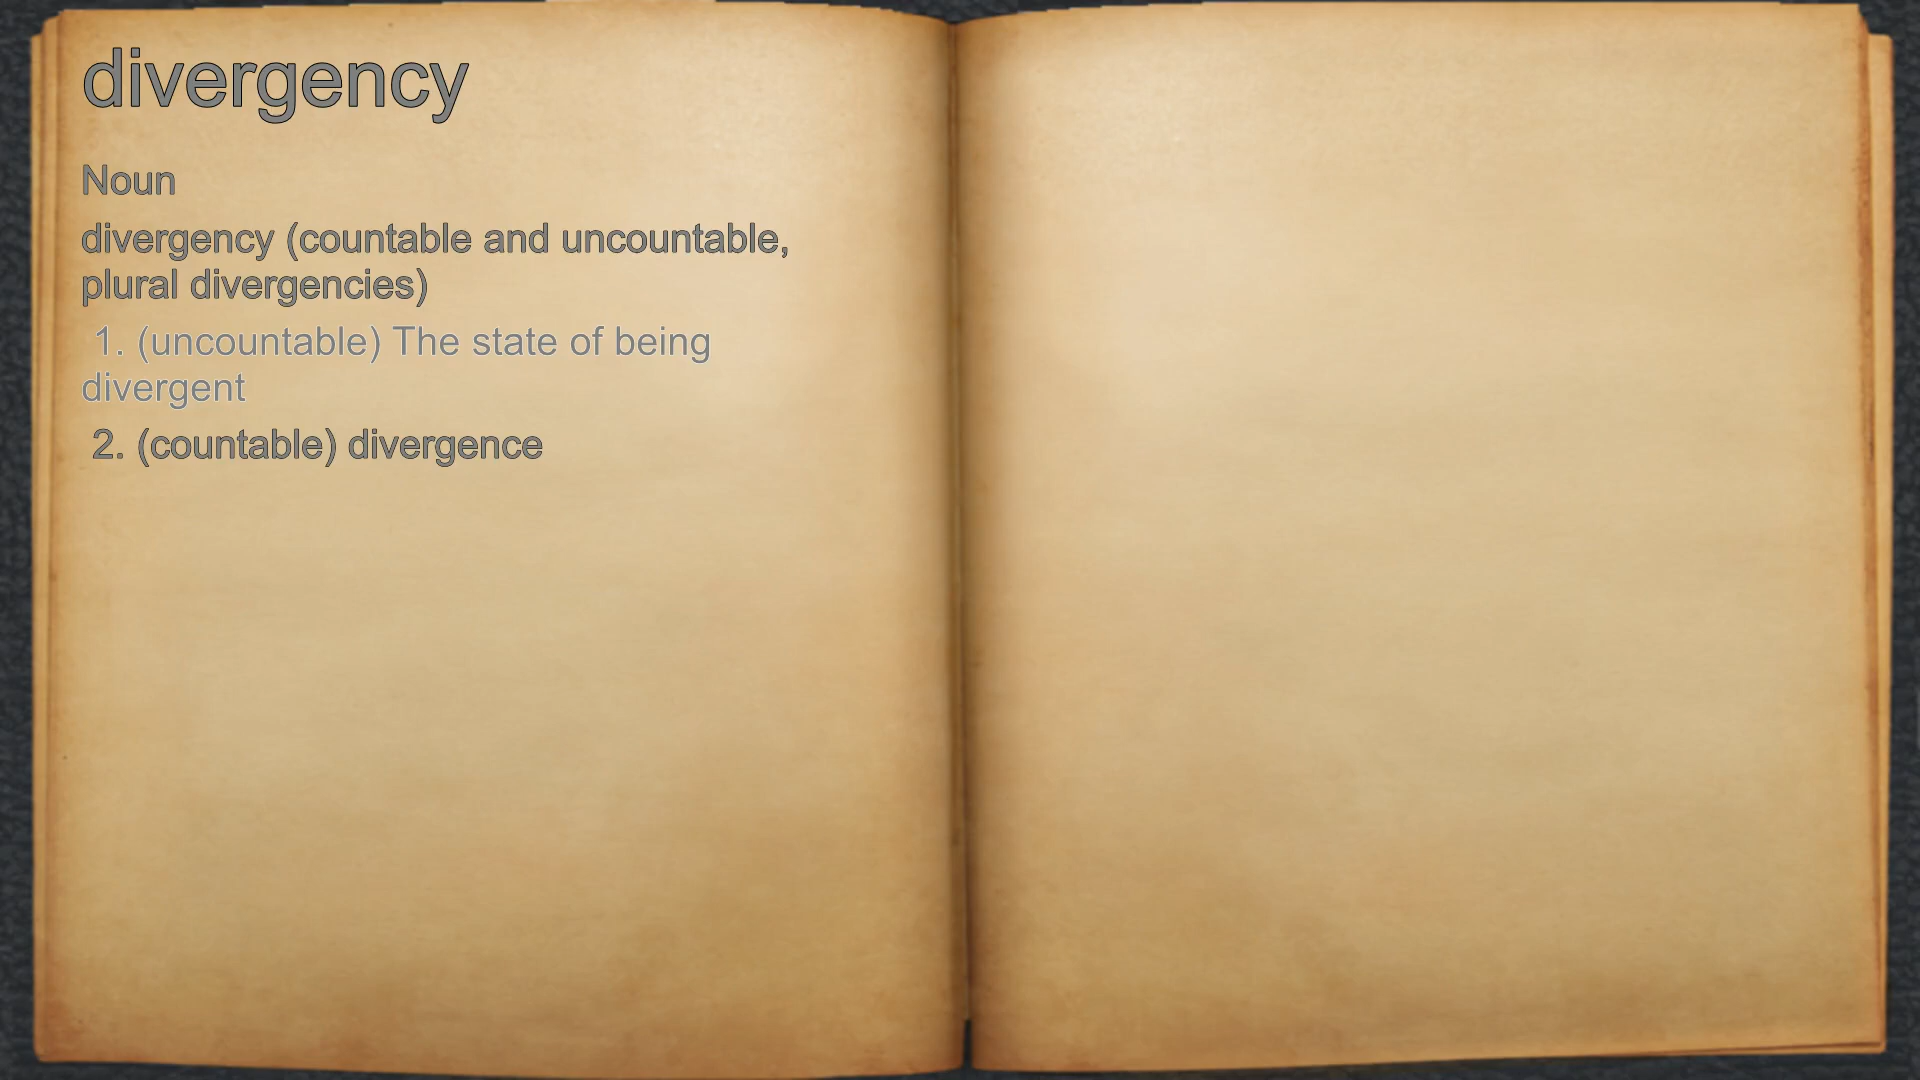 divergency
Noun
divergency (countable and uncountable,
plural divergencies)
1. (uncountable) The state of being
divergent
2. (countable) divergence